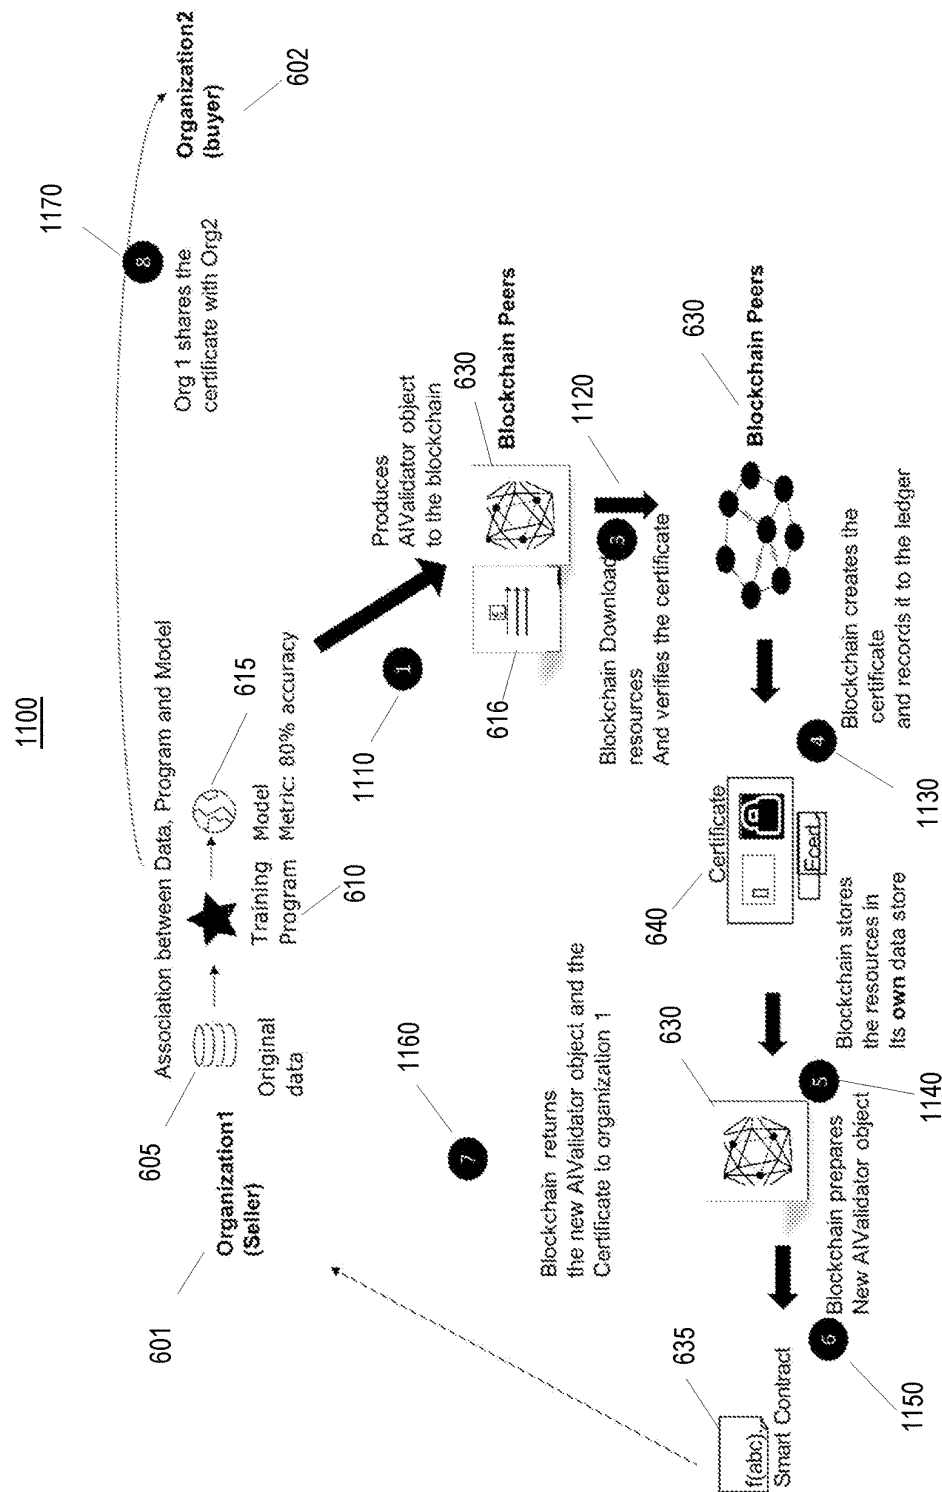 1100
Association between Data, Program and Model
605
Original
data
Training
Program
610
615
Model
Metric: 80% accuracy
Organization1
(Seller)
601
Organization2
(buyer)
602
8
1170
Org 1 shares the
certificate with Org2
1
1110
Produces
AIValidator object
to the blockchain
616
630
Blockchain Peers
3
1120
Blockchain Download
resources
And verifies the certificate
630
Blockchain Peers
4
1130
Blockchain creates the
certificate
and records it to the ledger
640
Certificate
Ecert
5
1140
Blockchain stores
the resources in
Its own data store
630
6
1150
Blockchain prepares
New AIValidator object
635
f(abc)
Smart Contract
7
1160
Blockchain returns
the new AIValidator object and the
Certificate to organization 1